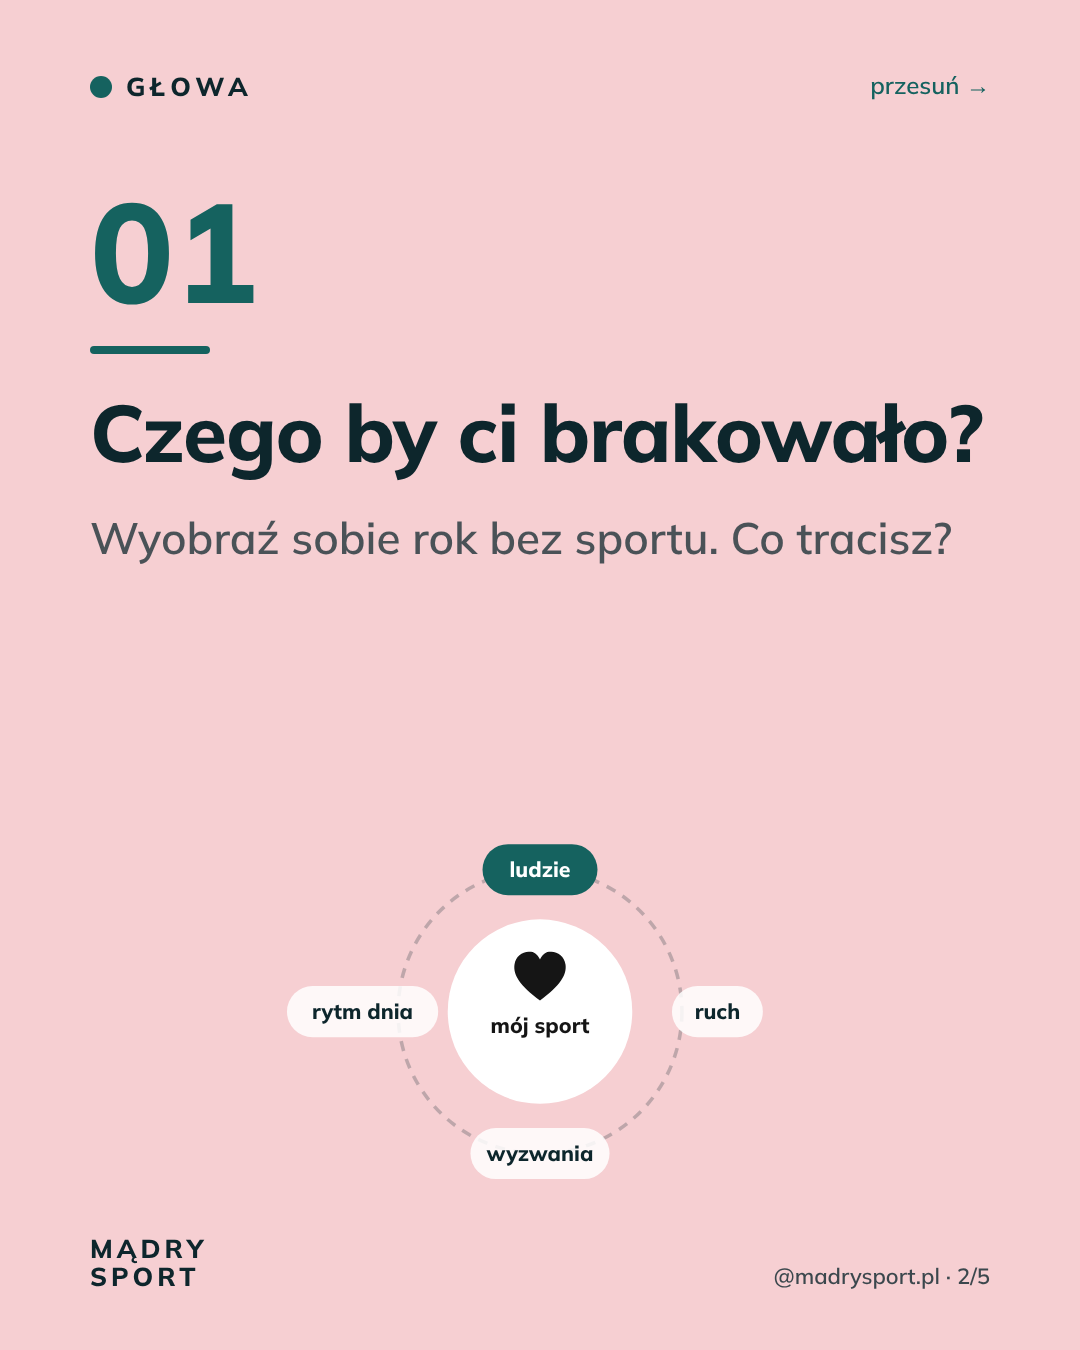 GŁOWA
przesuń →
01
Czego by ci brakowało?
Wyobraź sobie rok bez sportu. Co tracisz?
ludzie
rytm dnia
mój sport
ruch
wyzwania
MĄDRY
SPORT
@madrysport.pl · 2/5